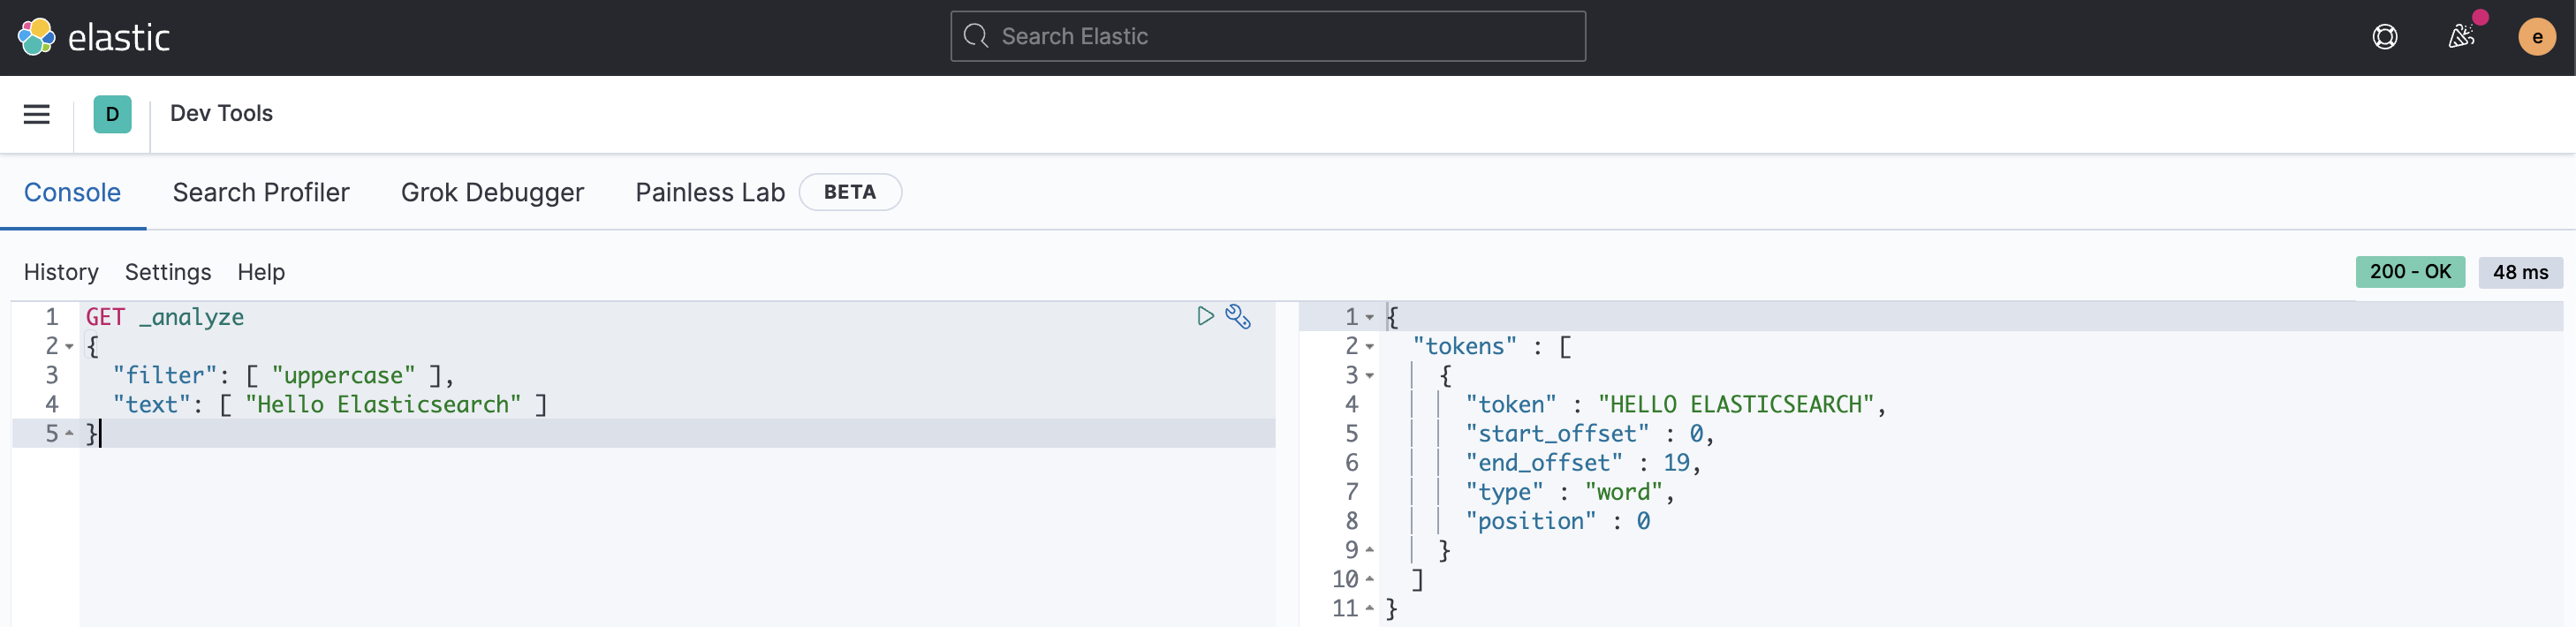 elastic
Search Elastic
e
D
Dev Tools
Console
Search Profiler
Grok Debugger
Painless Lab
BETA
History
Settings
Help
200 - OK
48 ms
1 GET _analyze
2 {
3   "filter": [ "uppercase" ],
4   "text": [ "Hello Elasticsearch" ]
5 }
1 {
2   "tokens" : [
3     {
4       "token" : "HELLO ELASTICSEARCH",
5       "start_offset" : 0,
6       "end_offset" : 19,
7       "type" : "word",
8       "position" : 0
9     }
10   ]
11 }